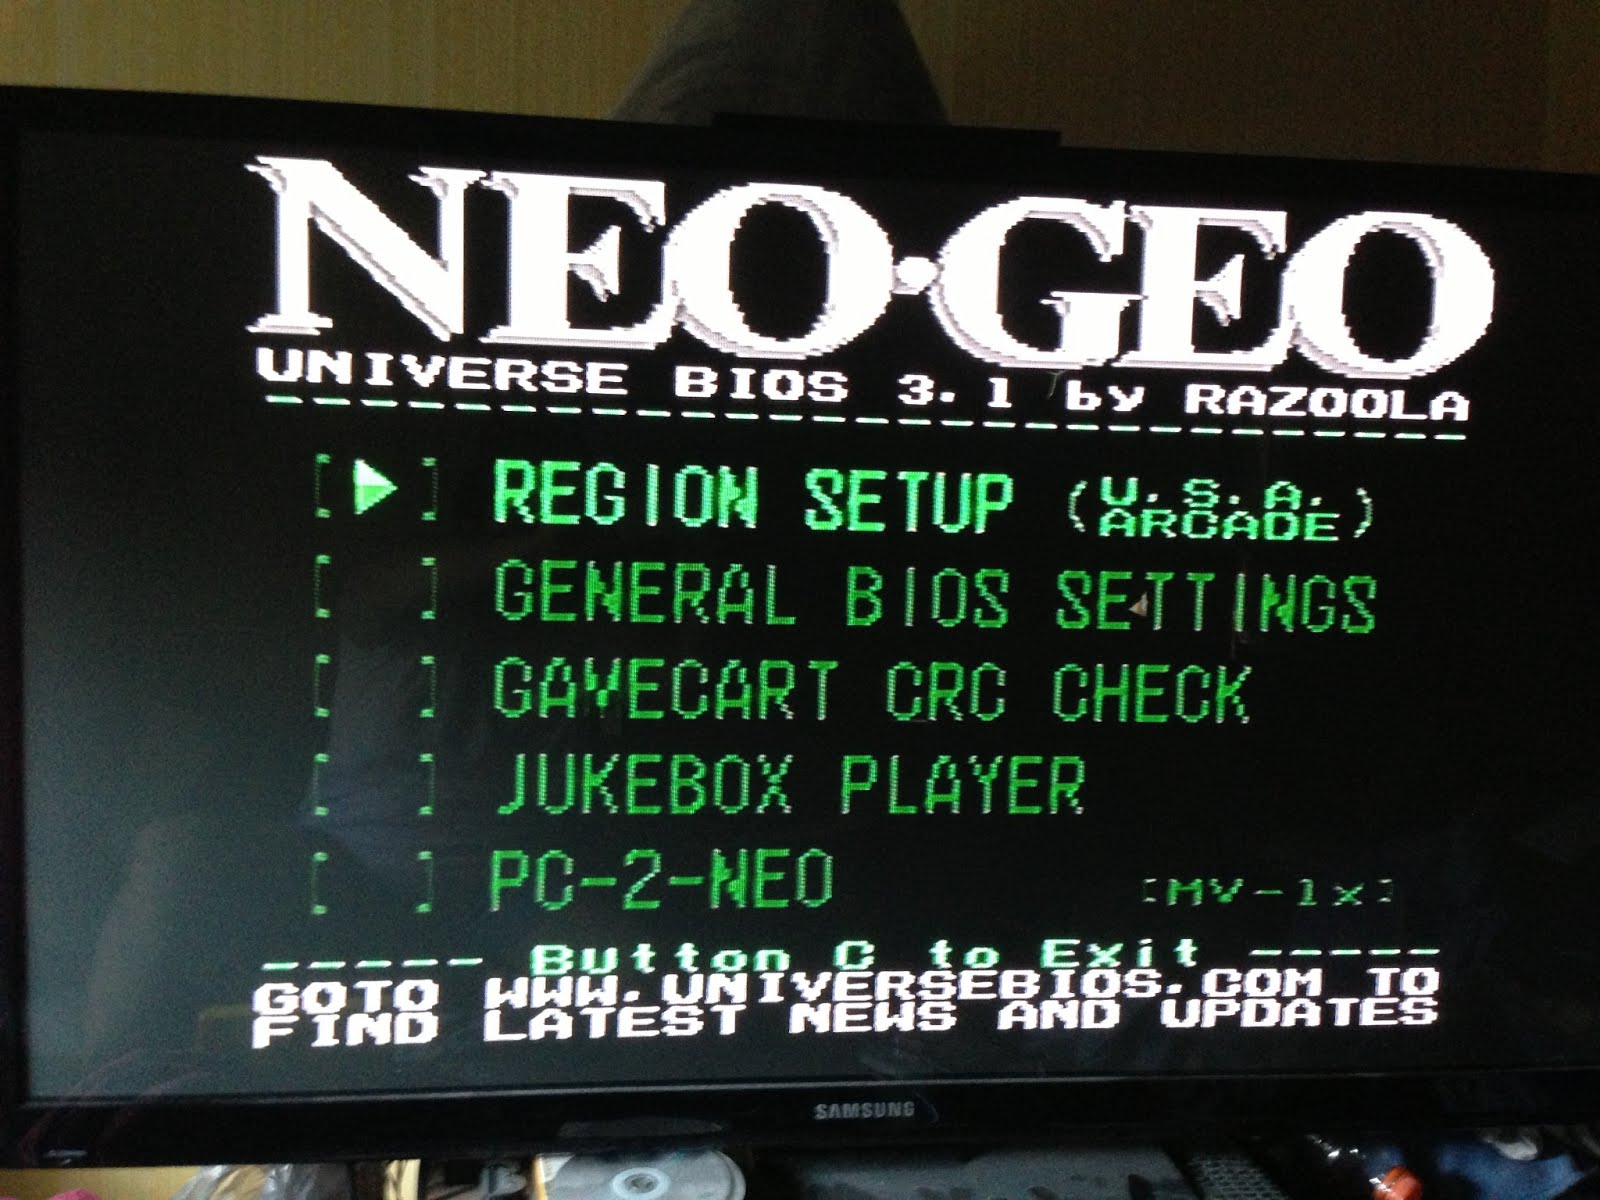 NEO·GEO
UNIVERSE BIOS 3.1 by RAZOOLA
[▶] REGION SETUP (U.S.A. ARCADE)
[ ] GENERAL BIOS SETTINGS
[ ] GAMECART CRC CHECK
[ ] JUKEBOX PLAYER
[ ] PC-2-NEO [MV-1x]
----- Button C to Exit -----
GOTO WWW.UNIVERSEBIOS.COM TO
FIND LATEST NEWS AND UPDATES
SAMSUNG